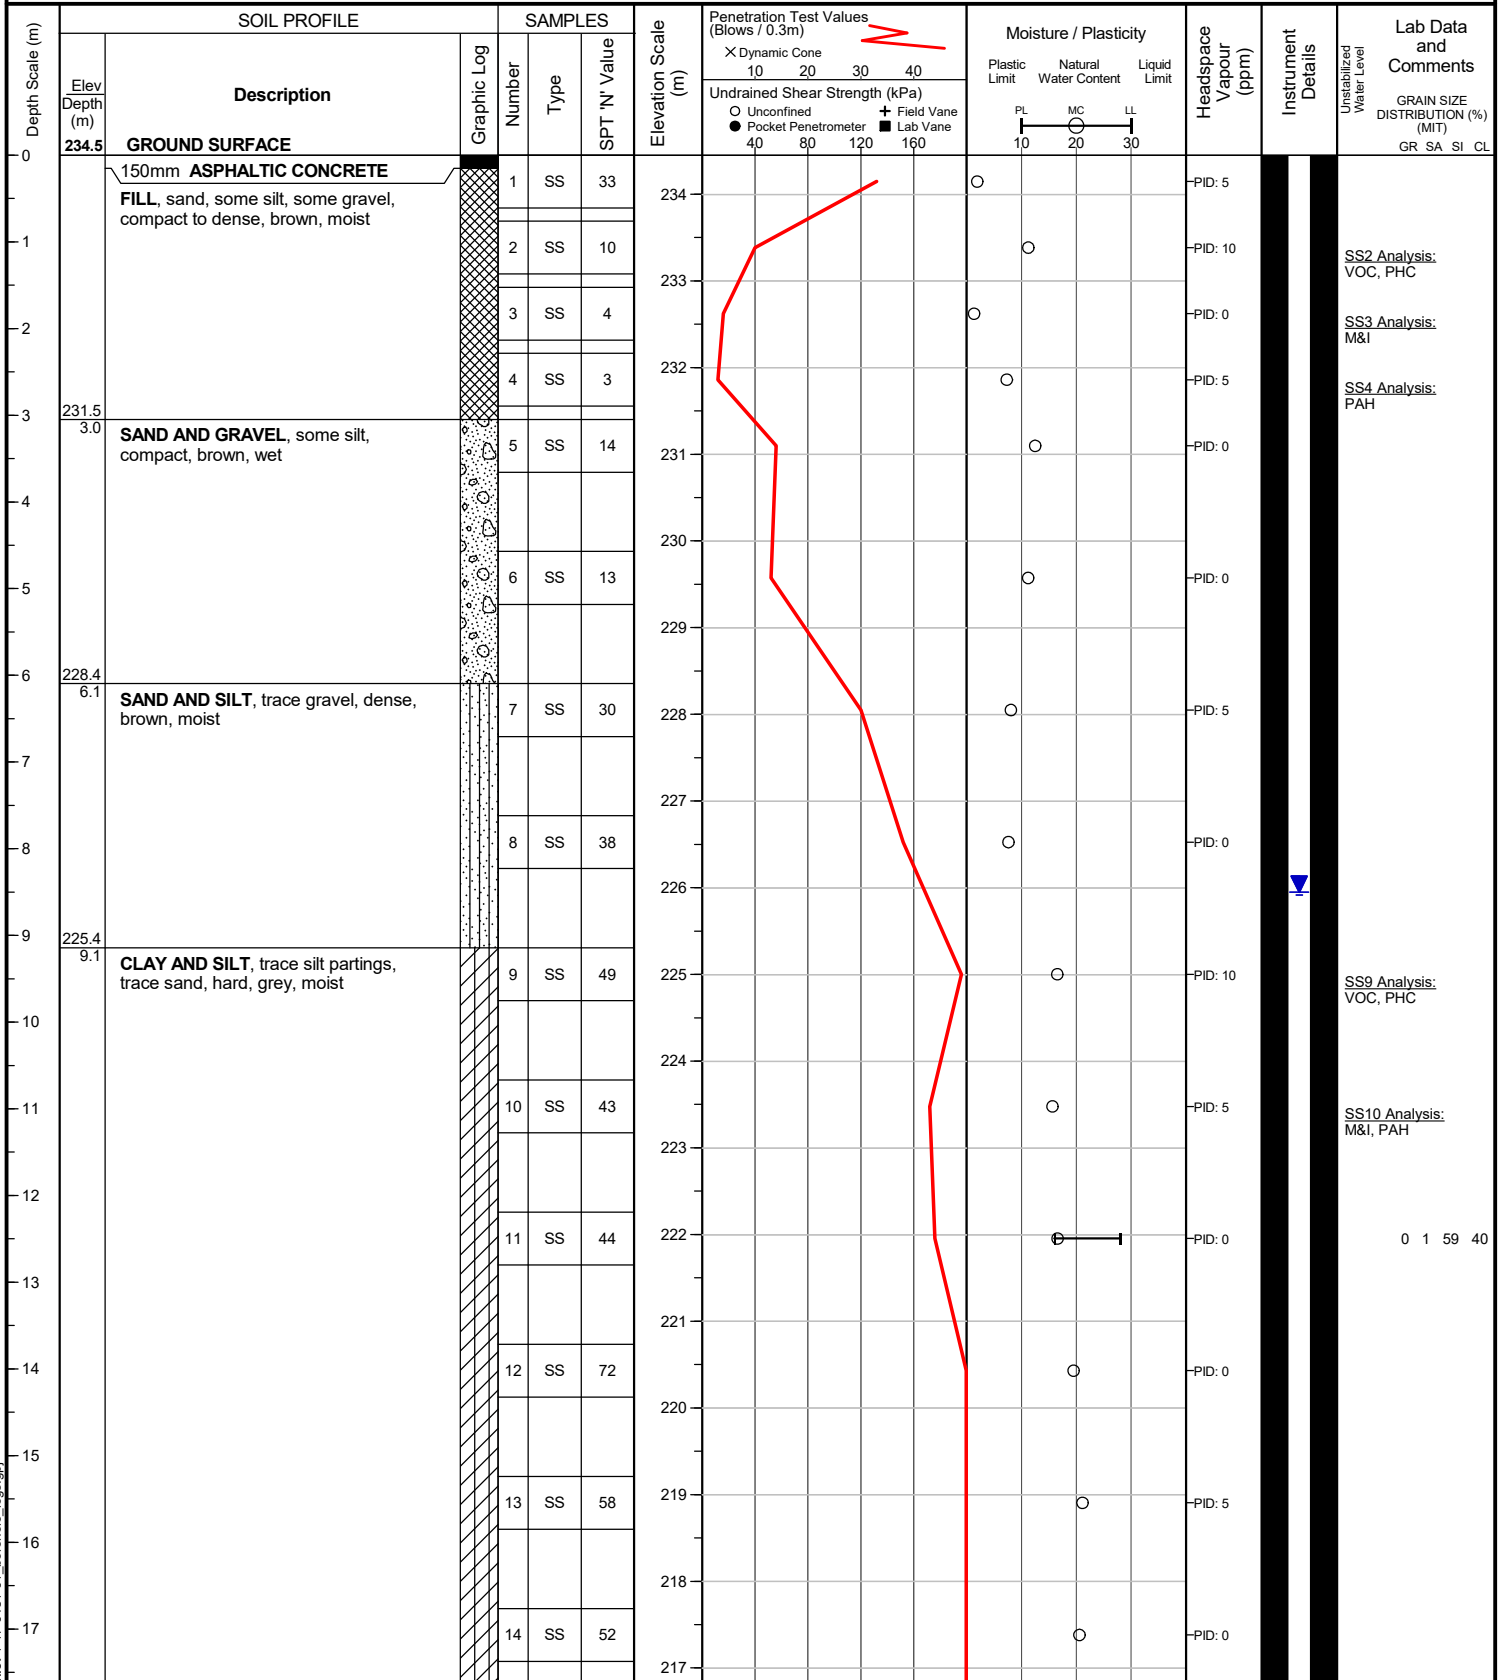 SOIL PROFILE
SAMPLES
Penetration Test Values
(Blows / 0.3m)
Dynamic Cone
10 20 30 40
Undrained Shear Strength (kPa)
Unconfined
Field Vane
Pocket Penetrometer
Lab Vane
40 80 120 160
Moisture / Plasticity
Plastic Limit
Natural Water Content
Liquid Limit
PL MC LL
10 20 30
Headspace Vapour (ppm)
Instrument Details
Unstabilized Water Level
Lab Data
and
Comments
GRAIN SIZE
DISTRIBUTION (%)
(MIT)
GR SA SI CL
Depth Scale (m)
Elev
Depth
(m)
Description
Graphic Log
Number
Type
SPT 'N' Value
Elevation Scale (m)
234.5 GROUND SURFACE
0
150mm ASPHALTIC CONCRETE
1 SS 33
234
PID: 5
FILL, sand, some silt, some gravel,
compact to dense, brown, moist
1
2 SS 10
PID: 10
SS2 Analysis:
VOC, PHC
233
3 SS 4
PID: 0
2
SS3 Analysis:
M&I
232
4 SS 3
PID: 5
SS4 Analysis:
PAH
3
231.5
3.0
SAND AND GRAVEL, some silt,
compact, brown, wet
5 SS 14
231
PID: 0
4
230
6 SS 13
PID: 0
5
229
6
228.4
6.1
SAND AND SILT, trace gravel, dense,
brown, moist
7 SS 30
228
PID: 5
7
227
8
8 SS 38
PID: 0
226
9
225.4
9.1
CLAY AND SILT, trace silt partings,
trace sand, hard, grey, moist
9 SS 49
225
PID: 10
SS9 Analysis:
VOC, PHC
10
224
11
10 SS 43
PID: 5
SS10 Analysis:
M&I, PAH
223
12
222
11 SS 44
PID: 0
0 1 59 40
13
221
14
12 SS 72
PID: 0
220
15
219
13 SS 58
PID: 5
16
218
17
14 SS 52
PID: 0
217